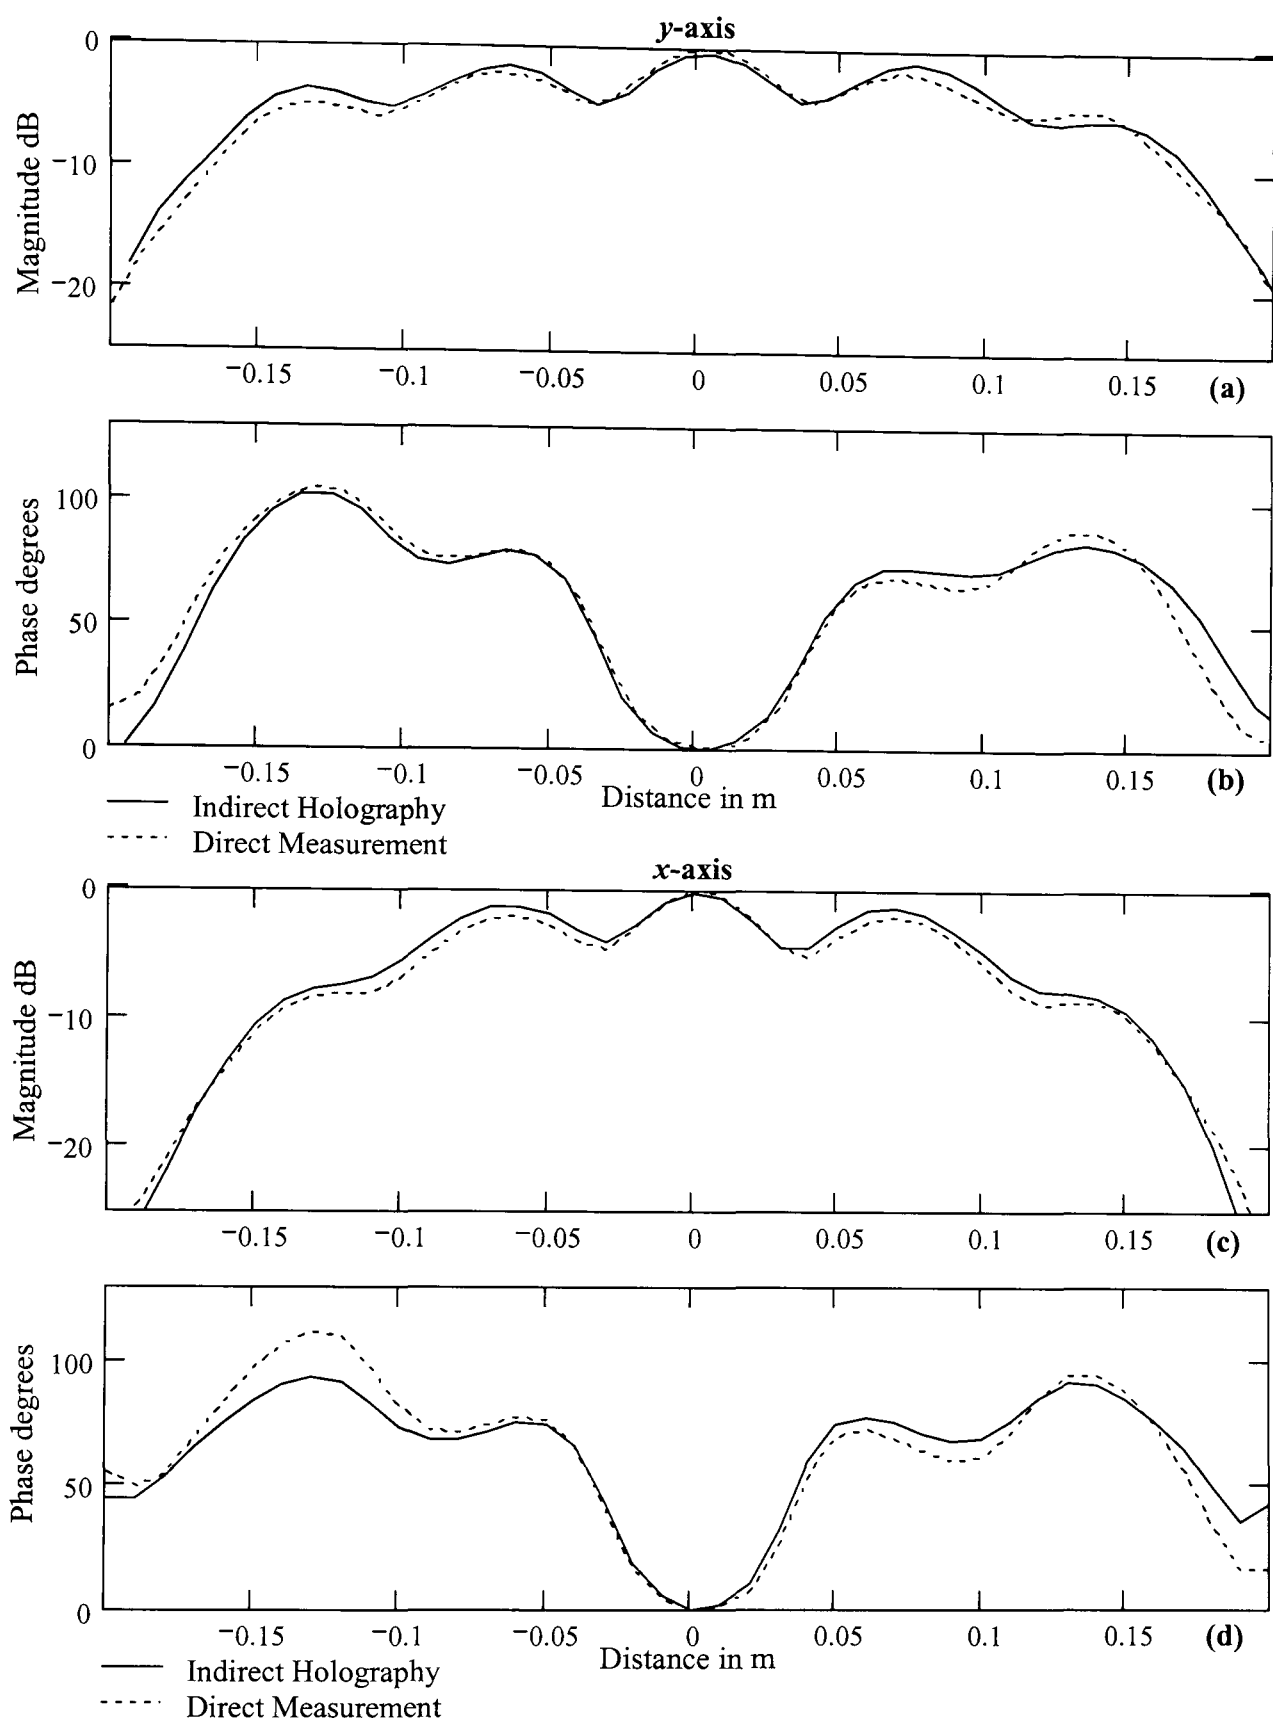 y-axis
0
−10
−20
Magnitude dB
−0.15 −0.1 −0.05 0 0.05 0.1 0.15 (a)
100
50
0
Phase degrees
−0.15 −0.1 −0.05 0 0.05 0.1 0.15 (b)
Distance in m
Indirect Holography
Direct Measurement
x-axis
0
−10
−20
Magnitude dB
−0.15 −0.1 −0.05 0 0.05 0.1 0.15 (c)
100
50
0
Phase degrees
−0.15 −0.1 −0.05 0 0.05 0.1 0.15 (d)
Distance in m
Indirect Holography
Direct Measurement